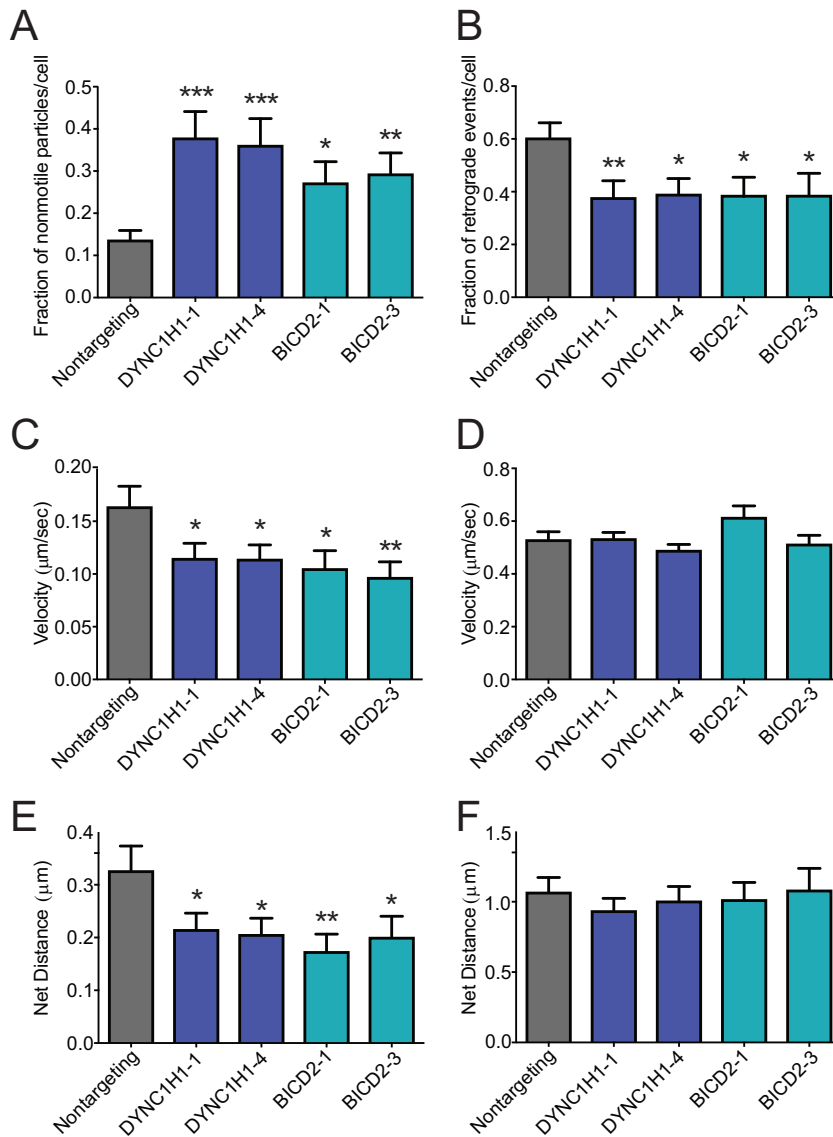 A
Fraction of nonmotile particles/cell
0.5
0.4
0.3
0.2
0.1
0.0
***
***
*
**
Nontargeting
DYNC1H1-1
DYNC1H1-4
BICD2-1
BICD2-3
B
Fraction of retrograde events/cell
0.8
0.6
0.4
0.2
0.0
**
*
*
*
Nontargeting
DYNC1H1-1
DYNC1H1-4
BICD2-1
BICD2-3
C
Velocity (μm/sec)
0.20
0.15
0.10
0.05
0.00
*
*
*
**
Nontargeting
DYNC1H1-1
DYNC1H1-4
BICD2-1
BICD2-3
D
Velocity (μm/sec)
0.8
0.6
0.4
0.2
0.0
Nontargeting
DYNC1H1-1
DYNC1H1-4
BICD2-1
BICD2-3
E
Net Distance (μm)
0.4
0.3
0.2
0.1
0.0
*
*
**
*
Nontargeting
DYNC1H1-1
DYNC1H1-4
BICD2-1
BICD2-3
F
Net Distance (μm)
1.5
1.0
0.5
0.0
Nontargeting
DYNC1H1-1
DYNC1H1-4
BICD2-1
BICD2-3